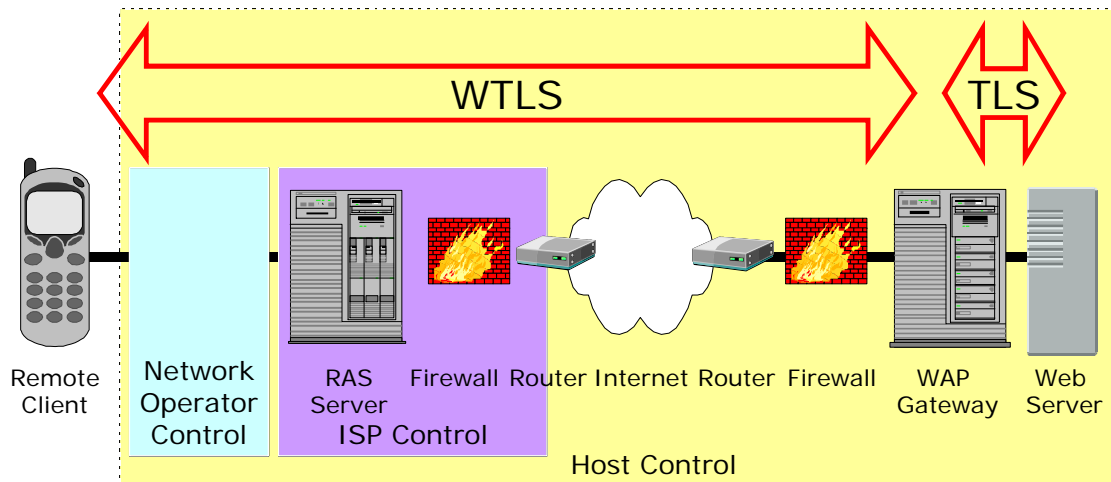 WTLS
TLS
Remote
Client
Network
Operator
Control
RAS
Server
Firewall
Router
Internet
Router
Firewall
WAP
Gateway
Web
Server
ISP Control
Host Control